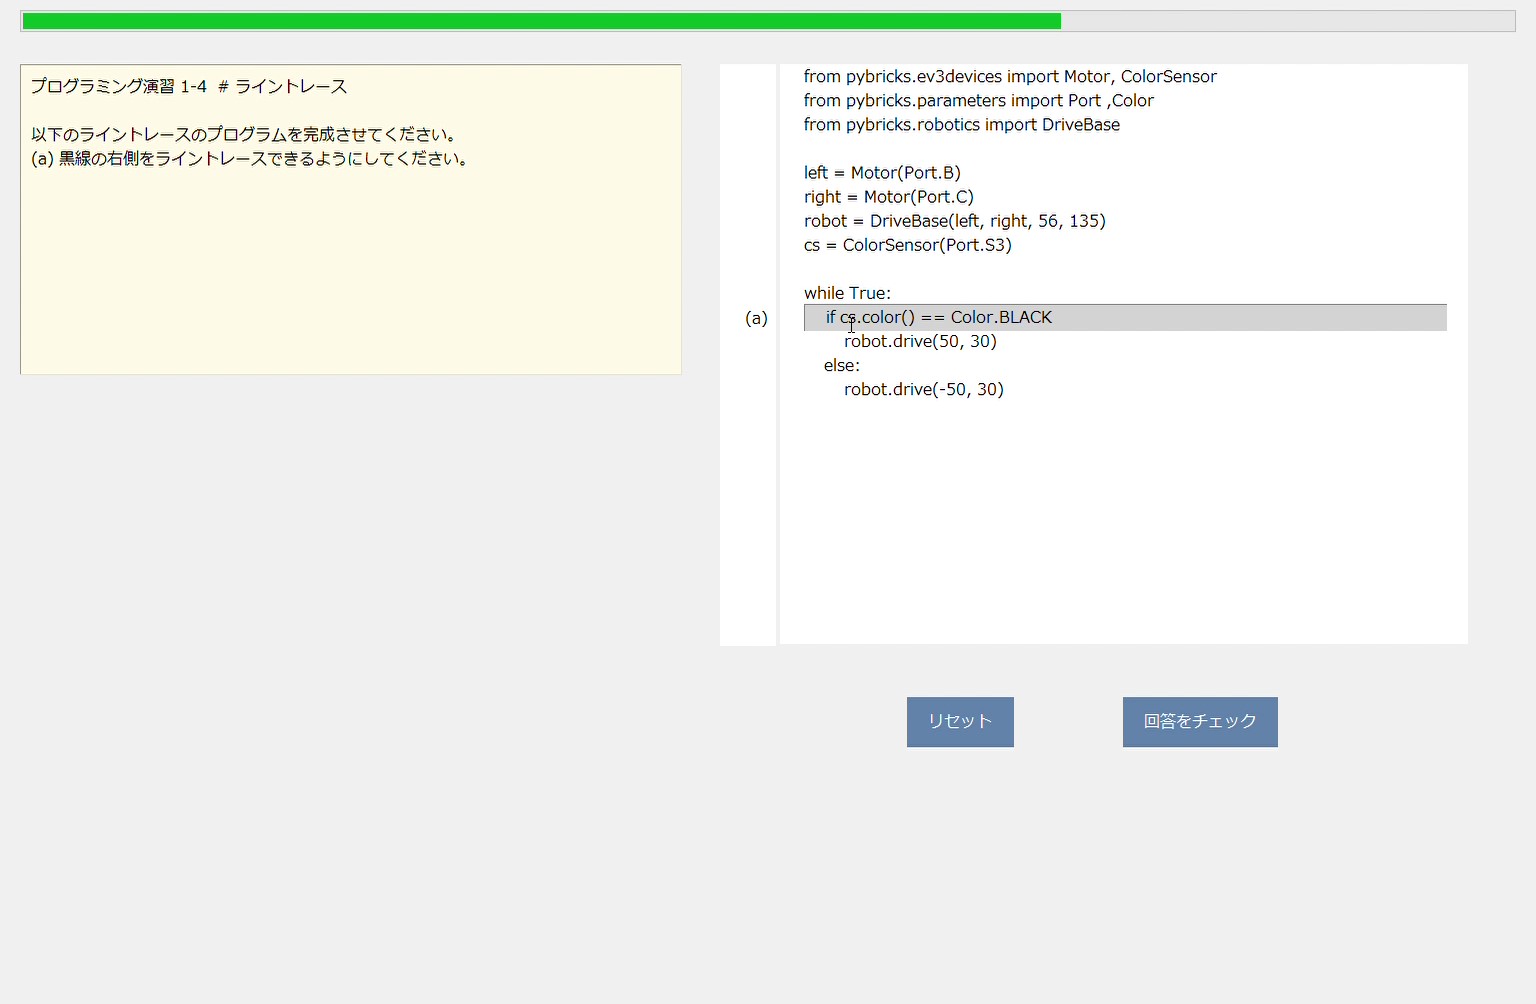 プログラミング演習 1-4  # ライントレース
以下のライントレースのプログラムを完成させてください。
(a) 黒線の右側をライントレースできるようにしてください。
from pybricks.ev3devices import Motor, ColorSensor
from pybricks.parameters import Port ,Color
from pybricks.robotics import DriveBase
left = Motor(Port.B)
right = Motor(Port.C)
robot = DriveBase(left, right, 56, 135)
cs = ColorSensor(Port.S3)
while True:
(a) if cs.color() == Color.BLACK
robot.drive(50, 30)
else:
robot.drive(-50, 30)
リセット
回答をチェック